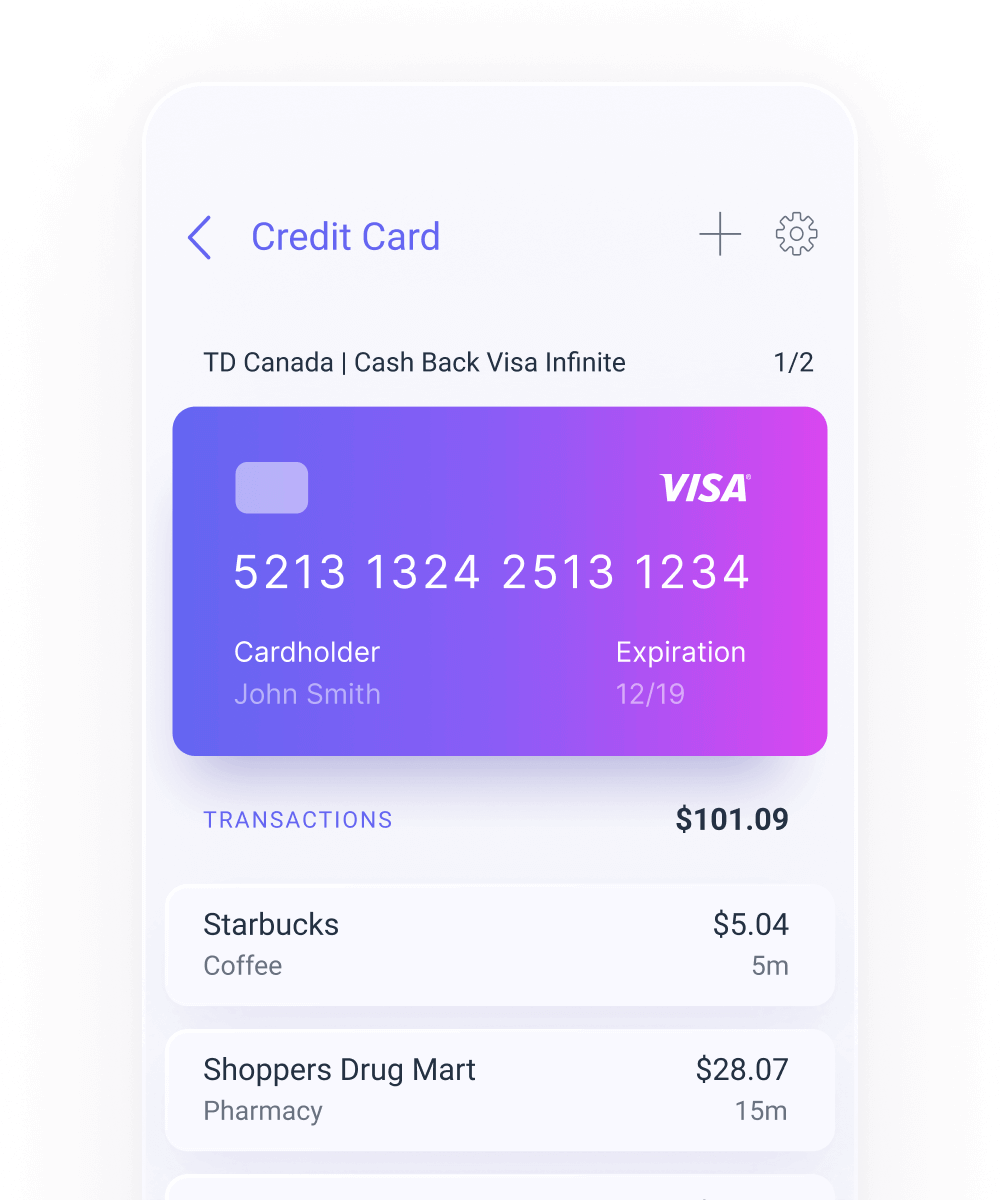 Credit Card
TD Canada | Cash Back Visa Infinite 1/2
VISA®
5213 1324 2513 1234
Cardholder Expiration
John Smith 12/19
TRANSACTIONS $101.09
Starbucks $5.04
Coffee 5m
Shoppers Drug Mart $28.07
Pharmacy 15m